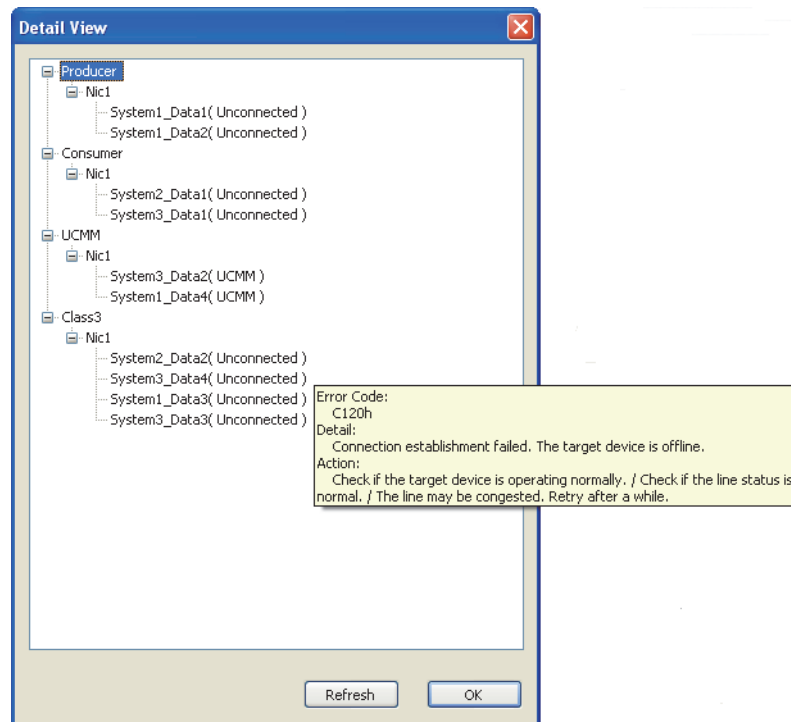 Detail View
Producer
Nic1
System1_Data1( Unconnected )
System1_Data2( Unconnected )
Consumer
Nic1
System2_Data1( Unconnected )
System3_Data1( Unconnected )
UCMM
Nic1
System3_Data2( UCMM )
System1_Data4( UCMM )
Class3
Nic1
System2_Data2( Unconnected )
System3_Data4( Unconnected )
System1_Data3( Unconnected )
System3_Data3( Unconnected )
Error Code:
C120h
Detail:
Connection establishment failed. The target device is offline.
Action:
Check if the target device is operating normally. / Check if the line status is
normal. / The line may be congested. Retry after a while.
Refresh
OK